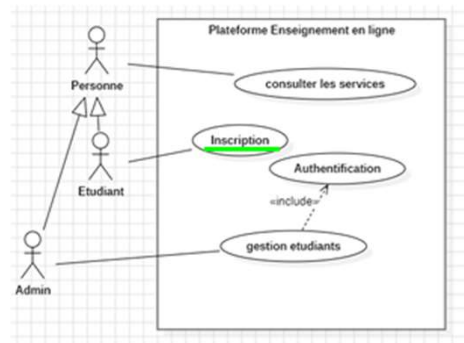 Plateforme Enseignement en ligne
Personne
consulter les services
Inscription
Authentification
Etudiant
«include»
gestion etudiants
Admin